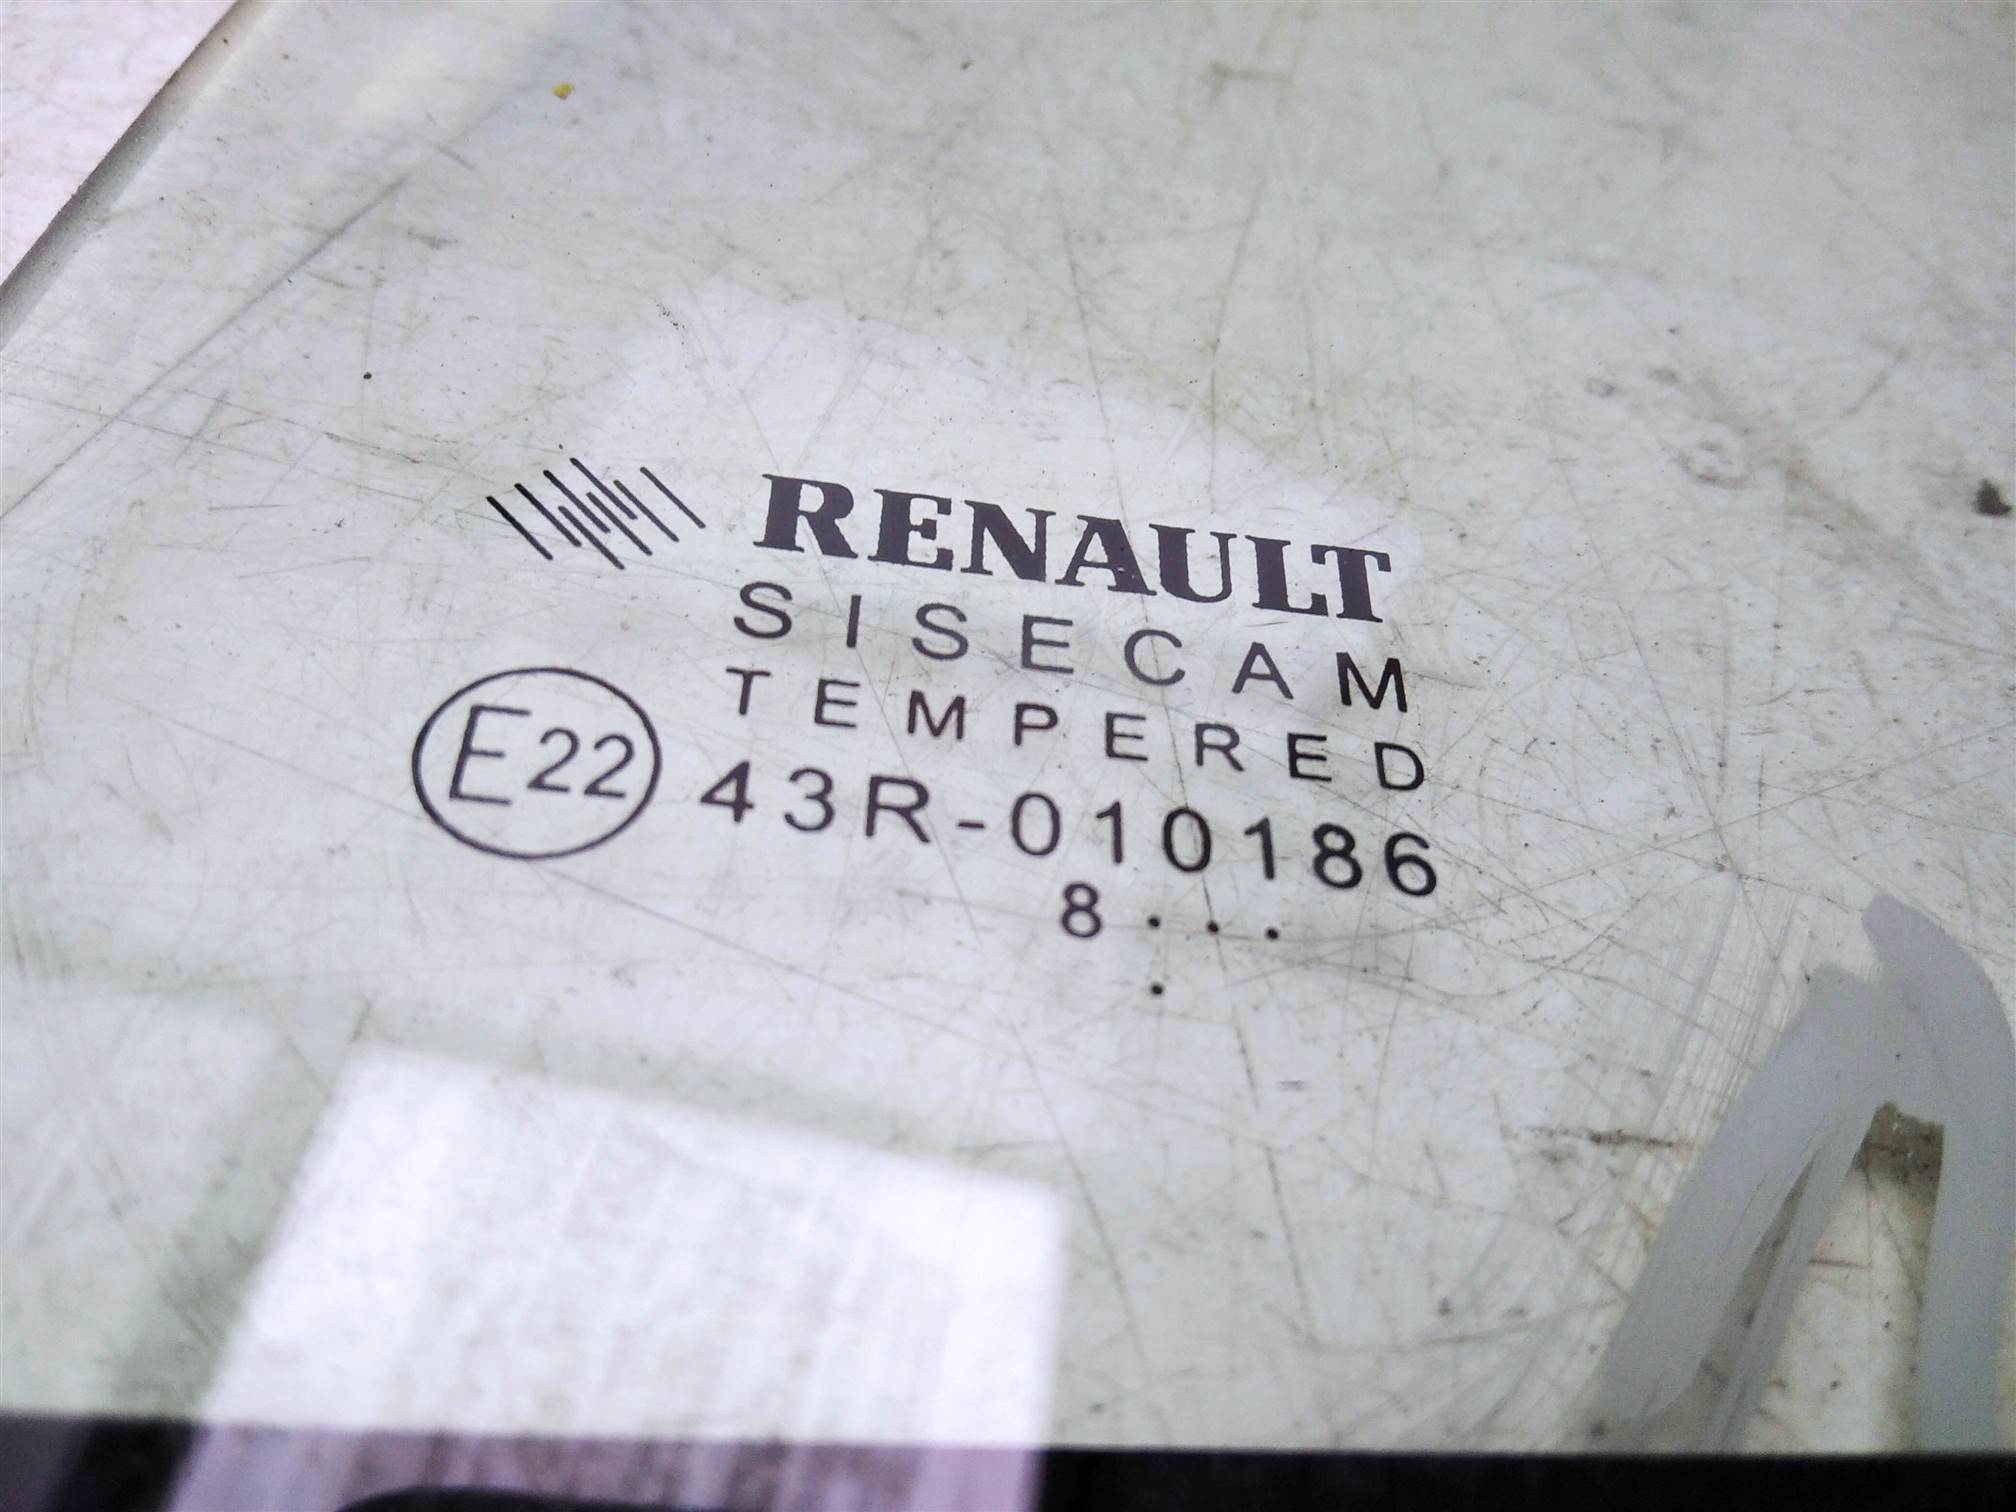 RENAULT
SISECAM
TEMPERED
E22 43R-010186
8 . . .
.